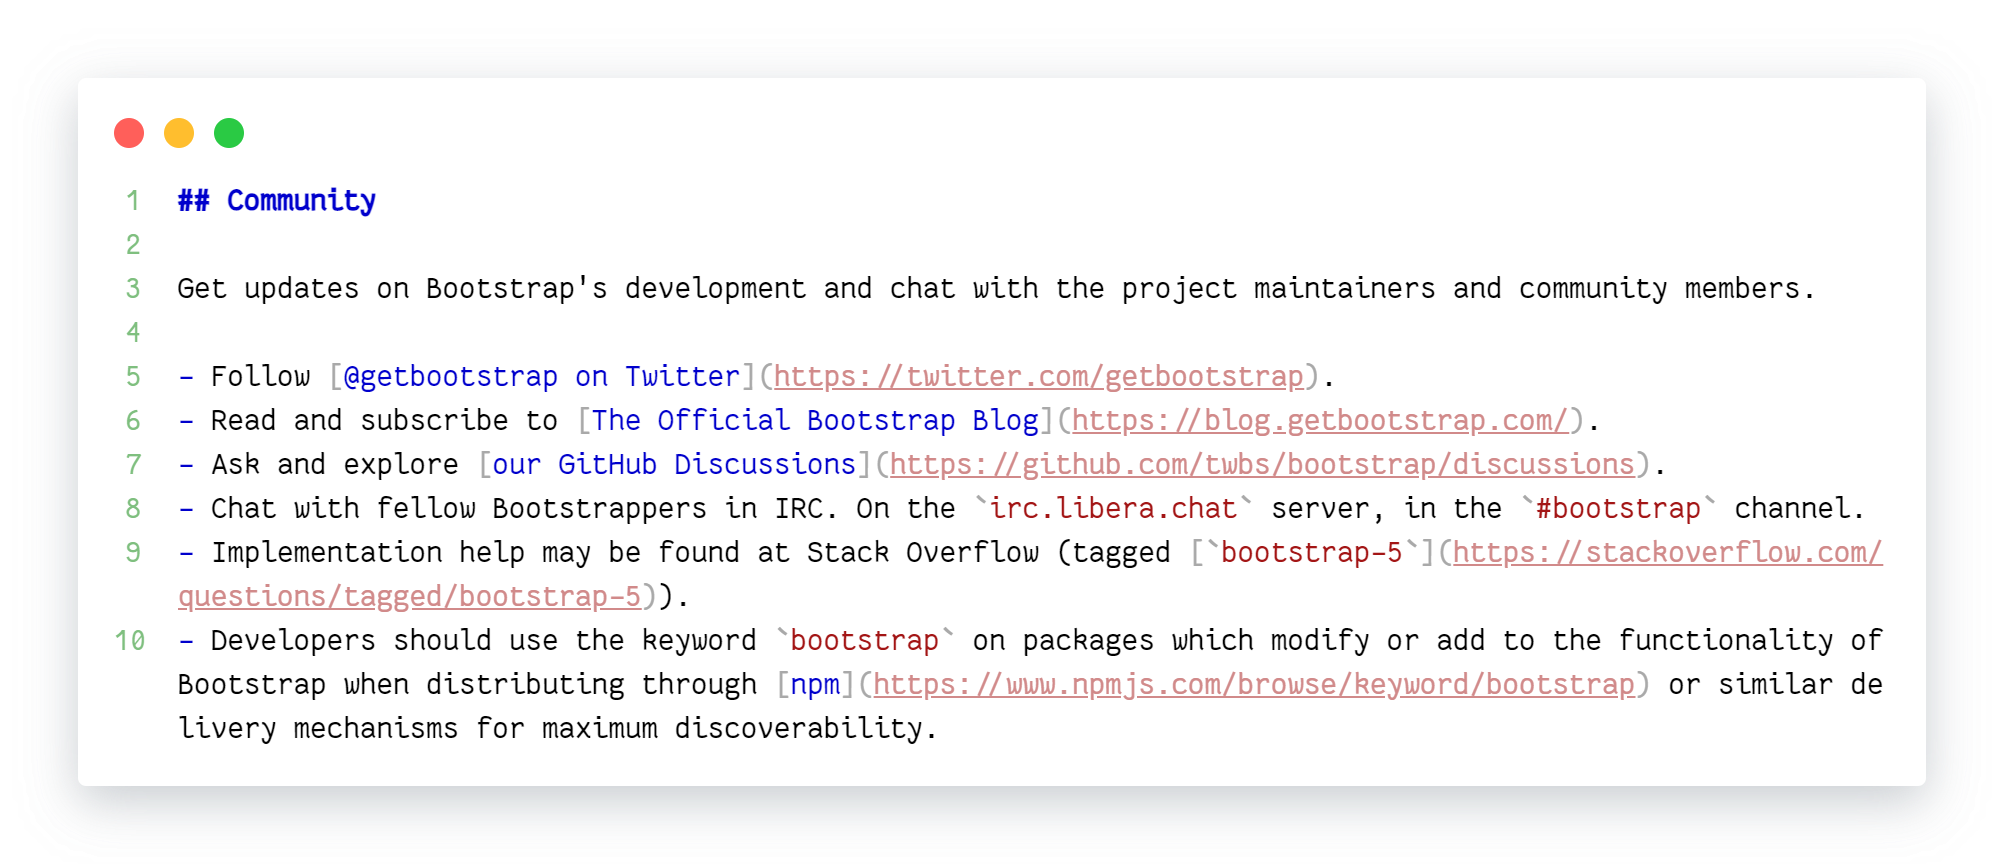 1 ## Community
2
3 Get updates on Bootstrap's development and chat with the project maintainers and community members.
4
5 - Follow [@getbootstrap on Twitter](https://twitter.com/getbootstrap).
6 - Read and subscribe to [The Official Bootstrap Blog](https://blog.getbootstrap.com/).
7 - Ask and explore [our GitHub Discussions](https://github.com/twbs/bootstrap/discussions).
8 - Chat with fellow Bootstrappers in IRC. On the `irc.libera.chat` server, in the `#bootstrap` channel.
9 - Implementation help may be found at Stack Overflow (tagged [`bootstrap-5`](https://stackoverflow.com/
questions/tagged/bootstrap-5)).
10 - Developers should use the keyword `bootstrap` on packages which modify or add to the functionality of
Bootstrap when distributing through [npm](https://www.npmjs.com/browse/keyword/bootstrap) or similar de
livery mechanisms for maximum discoverability.